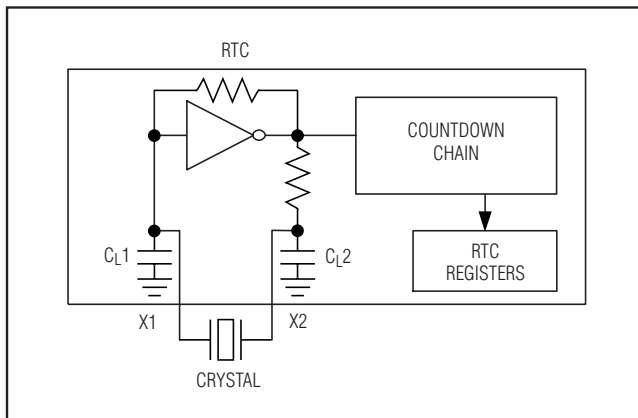 RTC
COUNTDOWN
CHAIN
CL1
CL2
RTC
REGISTERS
X1
X2
CRYSTAL